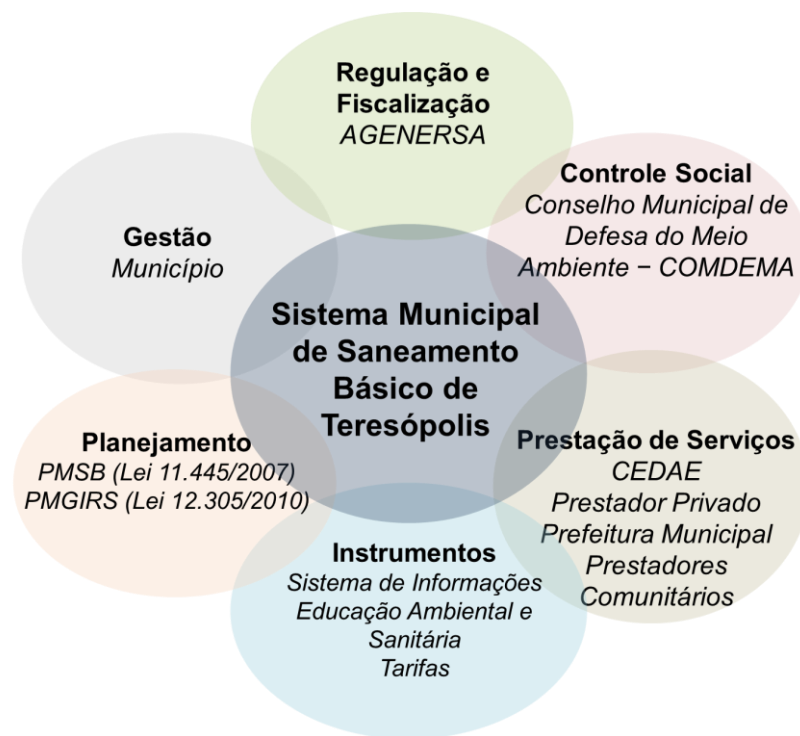 Regulação e
Fiscalização
AGENERSA
Controle Social
Conselho Municipal de
Defesa do Meio
Ambiente − COMDEMA
Gestão
Município
Sistema Municipal
de Saneamento
Básico de
Teresópolis
Planejamento
PMSB (Lei 11.445/2007)
PMGIRS (Lei 12.305/2010)
Prestação de Serviços
CEDAE
Prestador Privado
Prefeitura Municipal
Prestadores
Comunitários
Instrumentos
Sistema de Informações
Educação Ambiental e
Sanitária
Tarifas